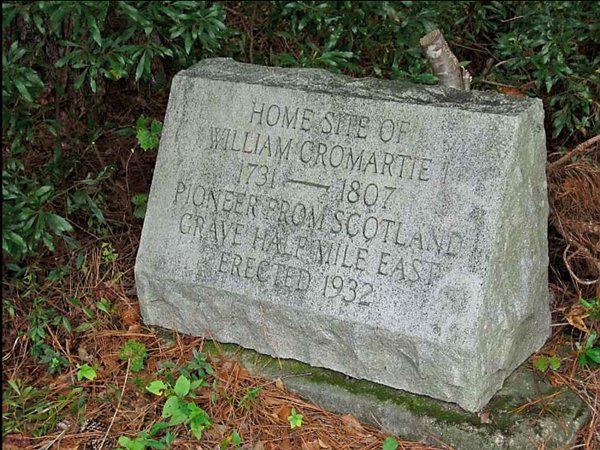 HOME SITE OF
WILLIAM CROMARTIE I
1731 — 1807
PIONEER FROM SCOTLAND
GRAVE HALF MILE EAST
ERECTED 1932